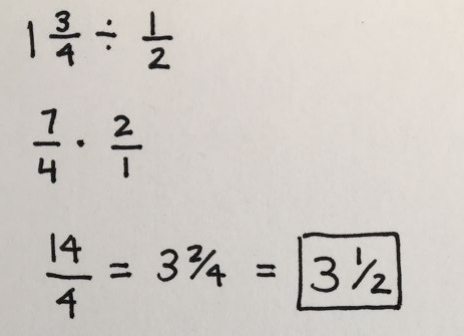 1 3/4 ÷ 1/2
7/4 · 2/1
14/4 = 3 2/4 = 3 1/2